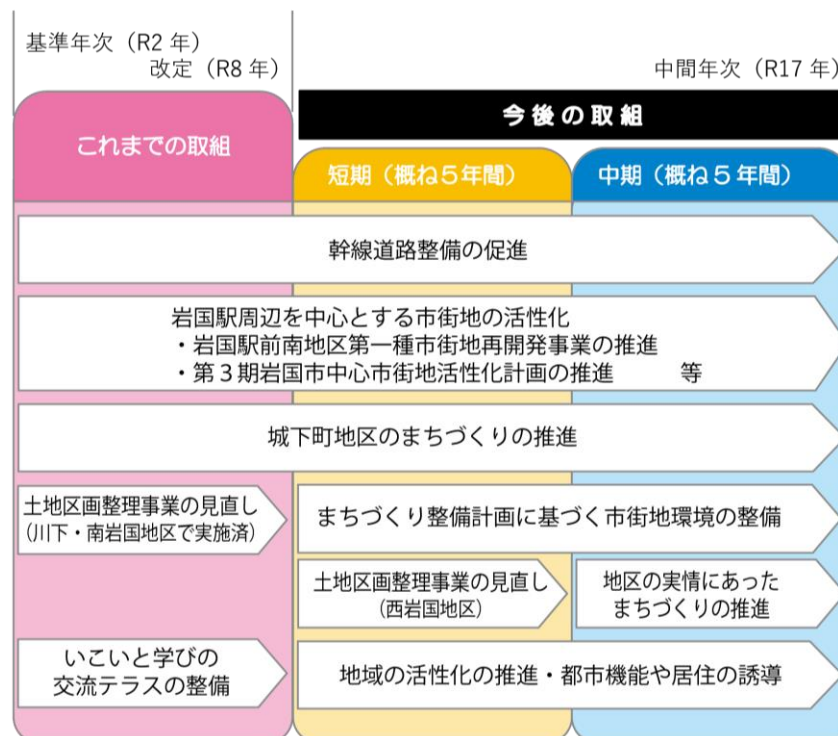 基準年次（R2 年）
改定（R8 年）
中間年次（R17 年）
これまでの取組
今後の取組
短期（概ね５年間）
中期（概ね５年間）
幹線道路整備の促進
岩国駅周辺を中心とする市街地の活性化
・岩国駅前南地区第一種市街地再開発事業の推進
・第３期岩国市中心市街地活性化計画の推進　　　等
城下町地区のまちづくりの推進
土地区画整理事業の見直し
（川下・南岩国地区で実施済）
まちづくり整備計画に基づく市街地環境の整備
土地区画整理事業の見直し
（西岩国地区）
地区の実情にあった
まちづくりの推進
いこいと学びの
交流テラスの整備
地域の活性化の推進・都市機能や居住の誘導